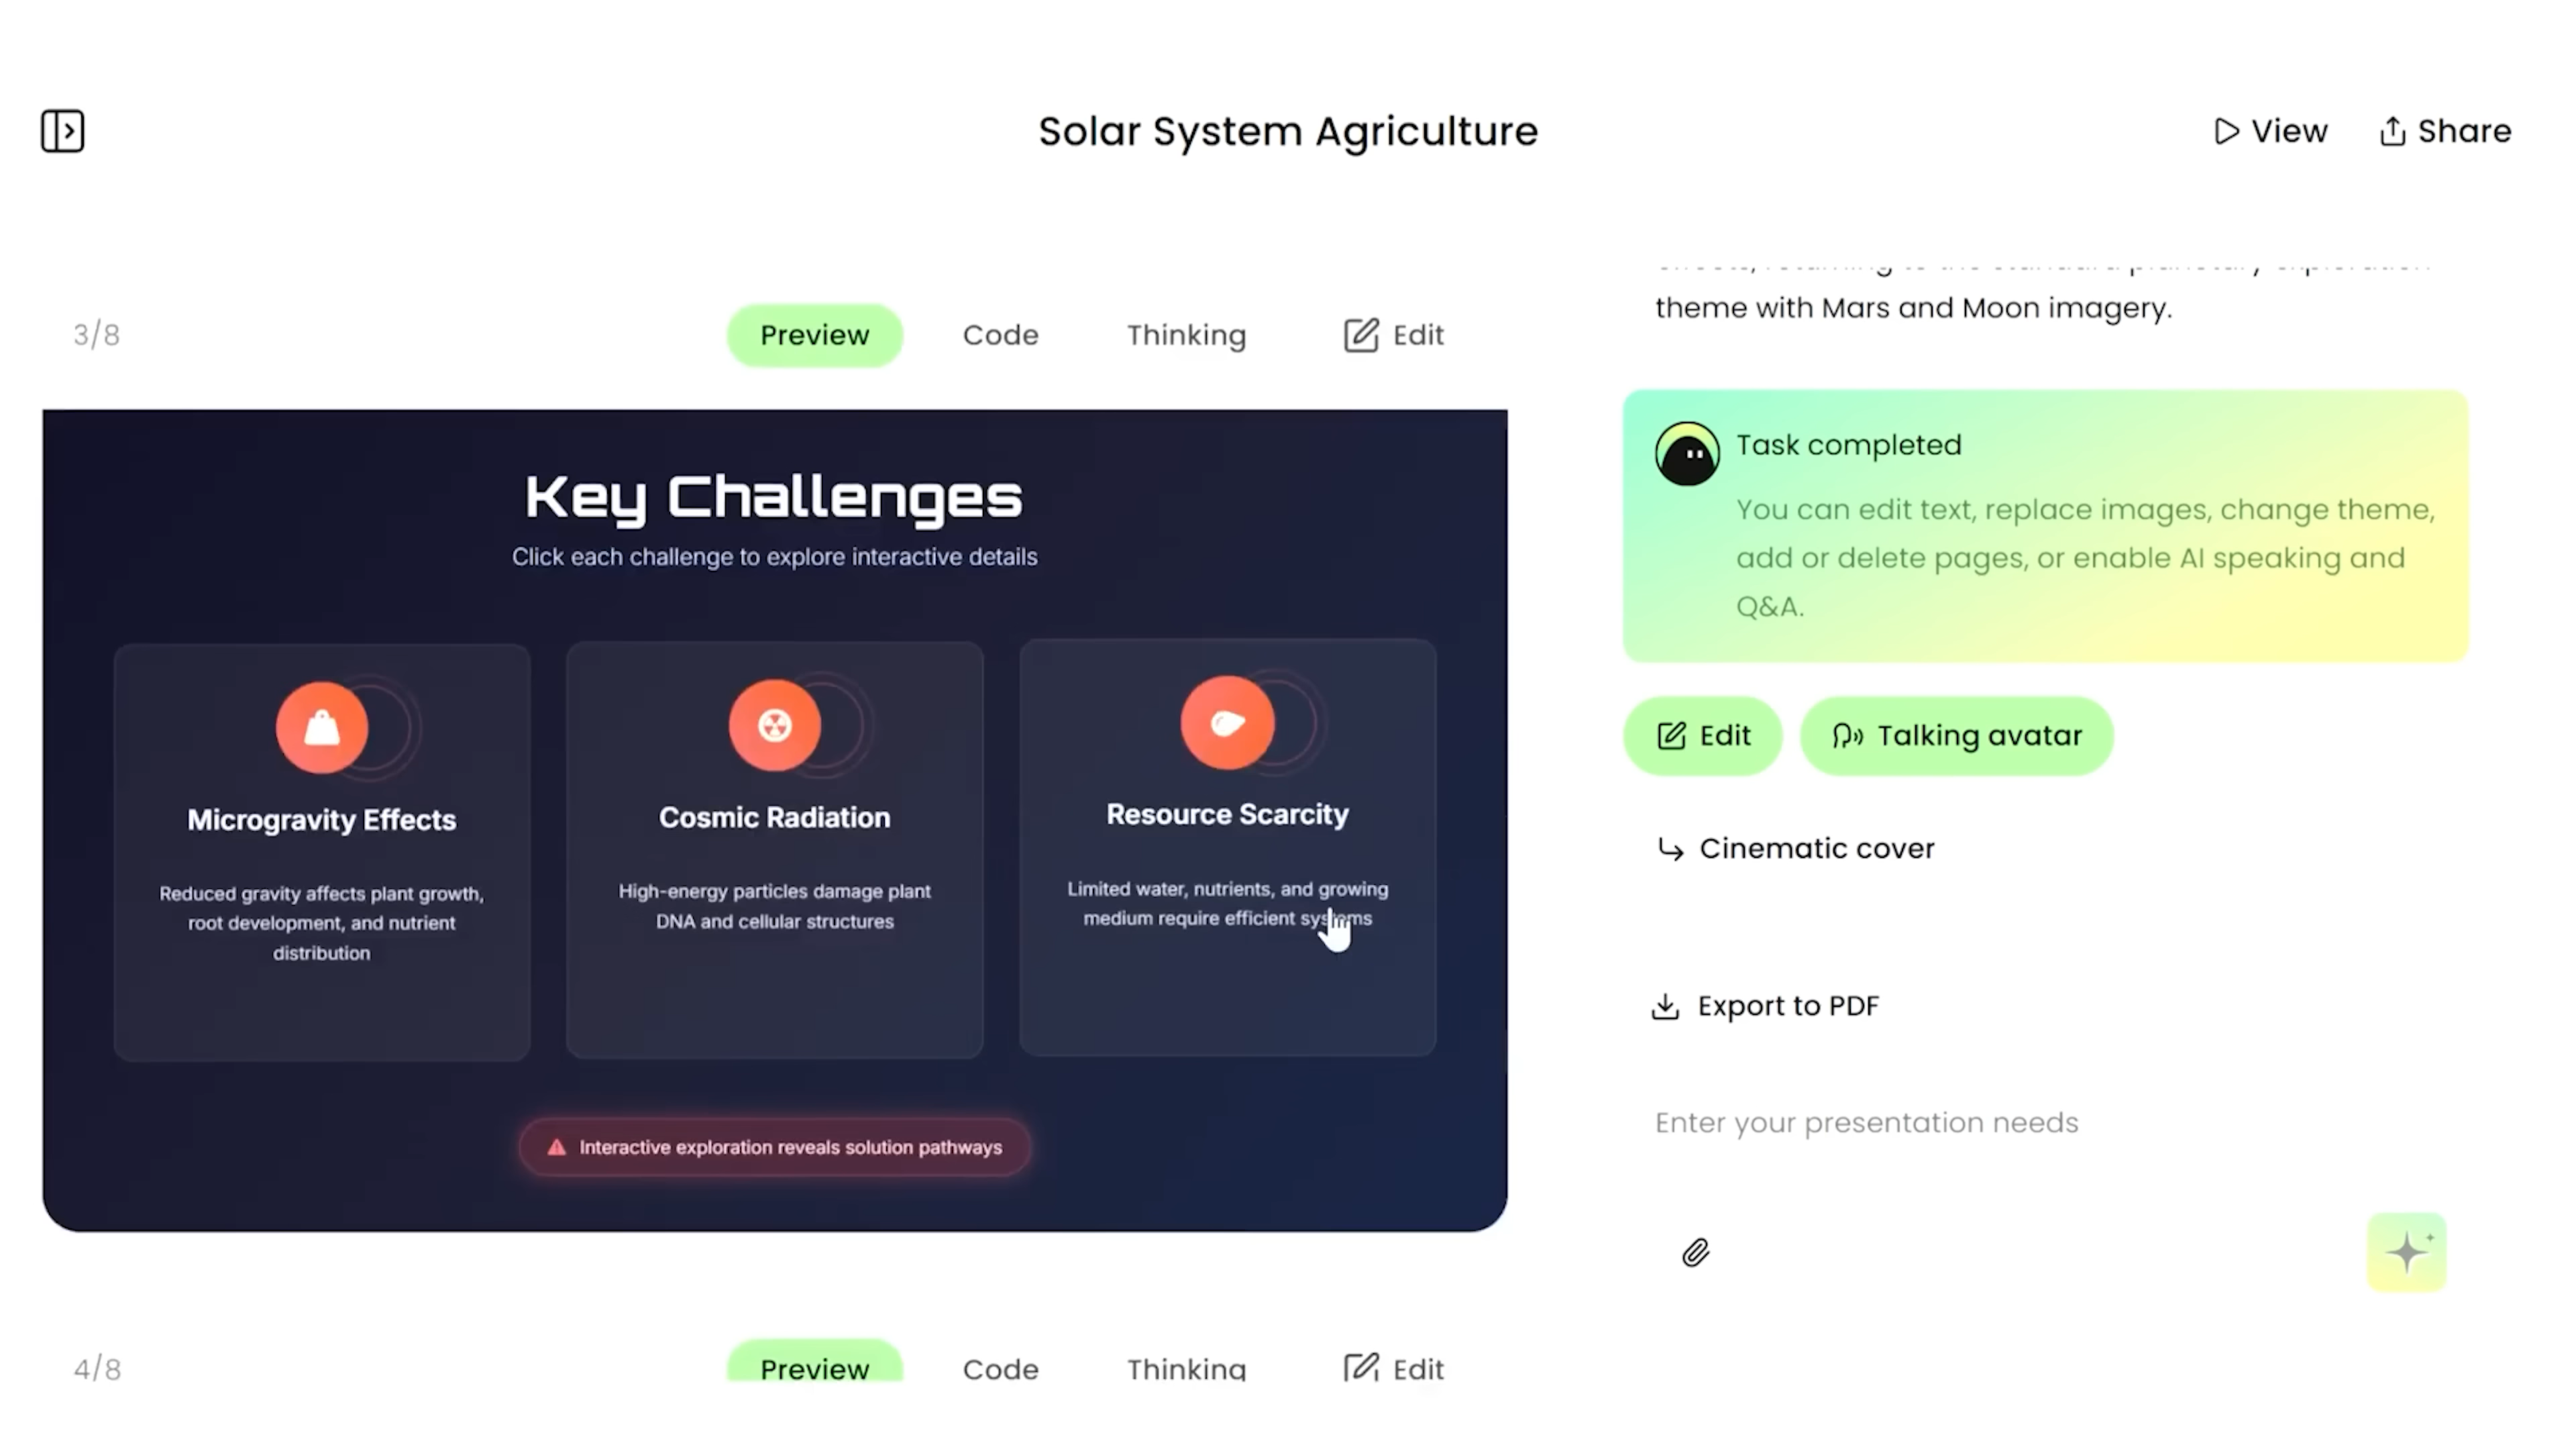 Solar System Agriculture
View
Share
3/8
Preview
Code
Thinking
Edit
Key Challenges
Click each challenge to explore interactive details
Microgravity Effects
Reduced gravity affects plant growth,
root development, and nutrient
distribution
Cosmic Radiation
High-energy particles damage plant
DNA and cellular structures
Resource Scarcity
Limited water, nutrients, and growing
medium require efficient systems
Interactive exploration reveals solution pathways
4/8
Preview
Code
Thinking
Edit
theme with Mars and Moon imagery.
Task completed
You can edit text, replace images, change theme,
add or delete pages, or enable AI speaking and
Q&A.
Edit
Talking avatar
Cinematic cover
Export to PDF
Enter your presentation needs